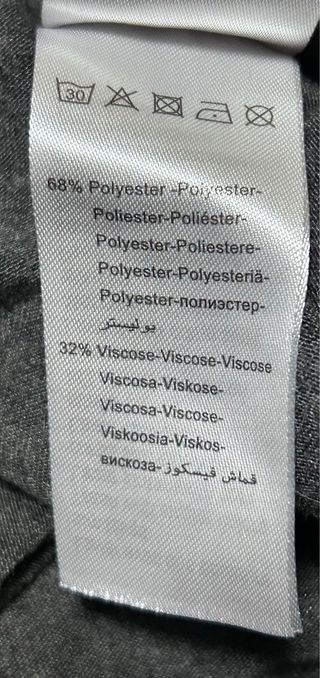 30
68% Polyester -Polyester-
Poliester-Poliéster-
Polyester-Poliestere-
Polyester-Polyesteriä-
Polyester-полиэстер-
بوليستر
32% Viscose-Viscose-Viscose
Viscosa-Viskose-
Viscosa-Viscose-
Viskoosia-Viskos-
вискоза-قماش فيسكوز